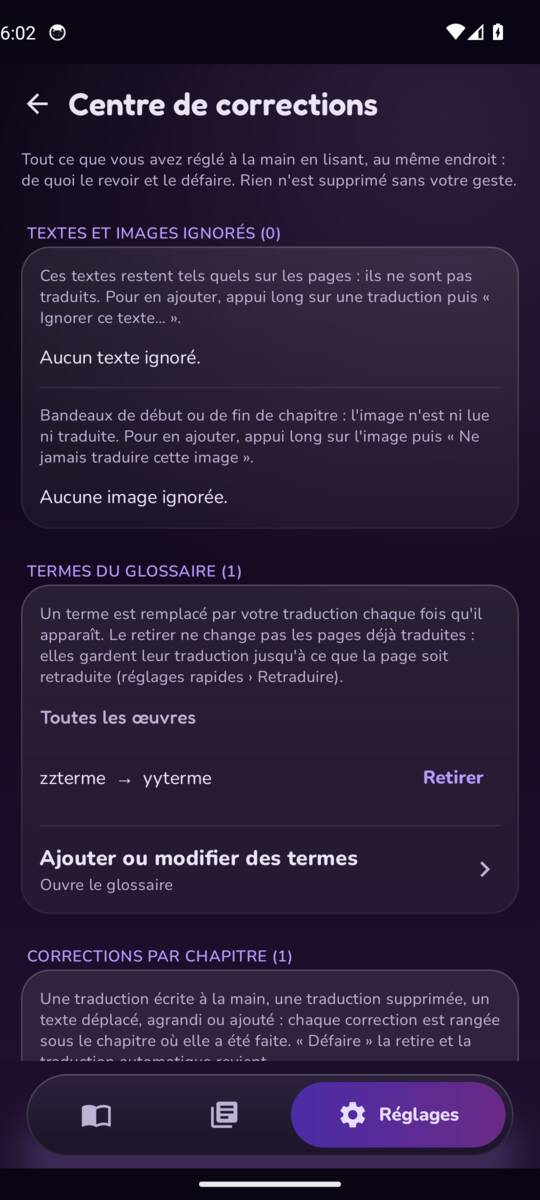 6:02
Centre de corrections
Tout ce que vous avez réglé à la main en lisant, au même endroit :
de quoi le revoir et le défaire. Rien n'est supprimé sans votre geste.
TEXTES ET IMAGES IGNORÉS (0)
Ces textes restent tels quels sur les pages : ils ne sont pas
traduits. Pour en ajouter, appui long sur une traduction puis «
Ignorer ce texte... ».
Aucun texte ignoré.
Bandeaux de début ou de fin de chapitre : l'image n'est ni lue
ni traduite. Pour en ajouter, appui long sur l'image puis « Ne
jamais traduire cette image ».
Aucune image ignorée.
TERMES DU GLOSSAIRE (1)
Un terme est remplacé par votre traduction chaque fois qu'il
apparaît. Le retirer ne change pas les pages déjà traduites :
elles gardent leur traduction jusqu'à ce que la page soit
retraduite (réglages rapides › Retraduire).
Toutes les œuvres
zzterme → yyterme Retirer
Ajouter ou modifier des termes
Ouvre le glossaire
CORRECTIONS PAR CHAPITRE (1)
Une traduction écrite à la main, une traduction supprimée, un
texte déplacé, agrandi ou ajouté : chaque correction est rangée
sous le chapitre où elle a été faite. « Défaire » la retire et la
traduction automatique revient.
Réglages